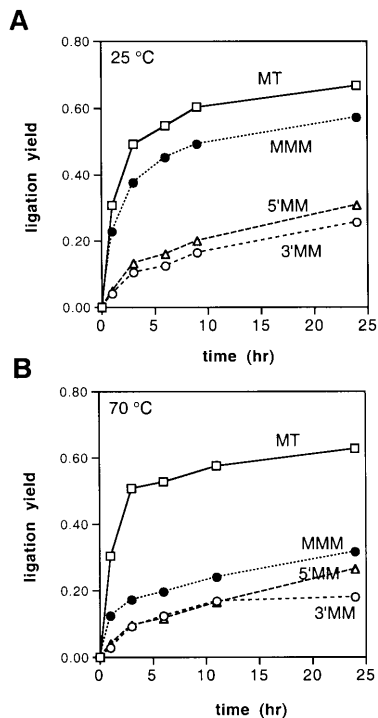 A
0.80
25 °C
MT
0.60
MMM
ligation yield
0.40
5'MM
0.20
3'MM
0.00
0 5 10 15 20 25
time (hr)
B
0.80
70 °C
MT
0.60
ligation yield
0.40
MMM
5'MM
0.20
3'MM
0.00
0 5 10 15 20 25
time (hr)